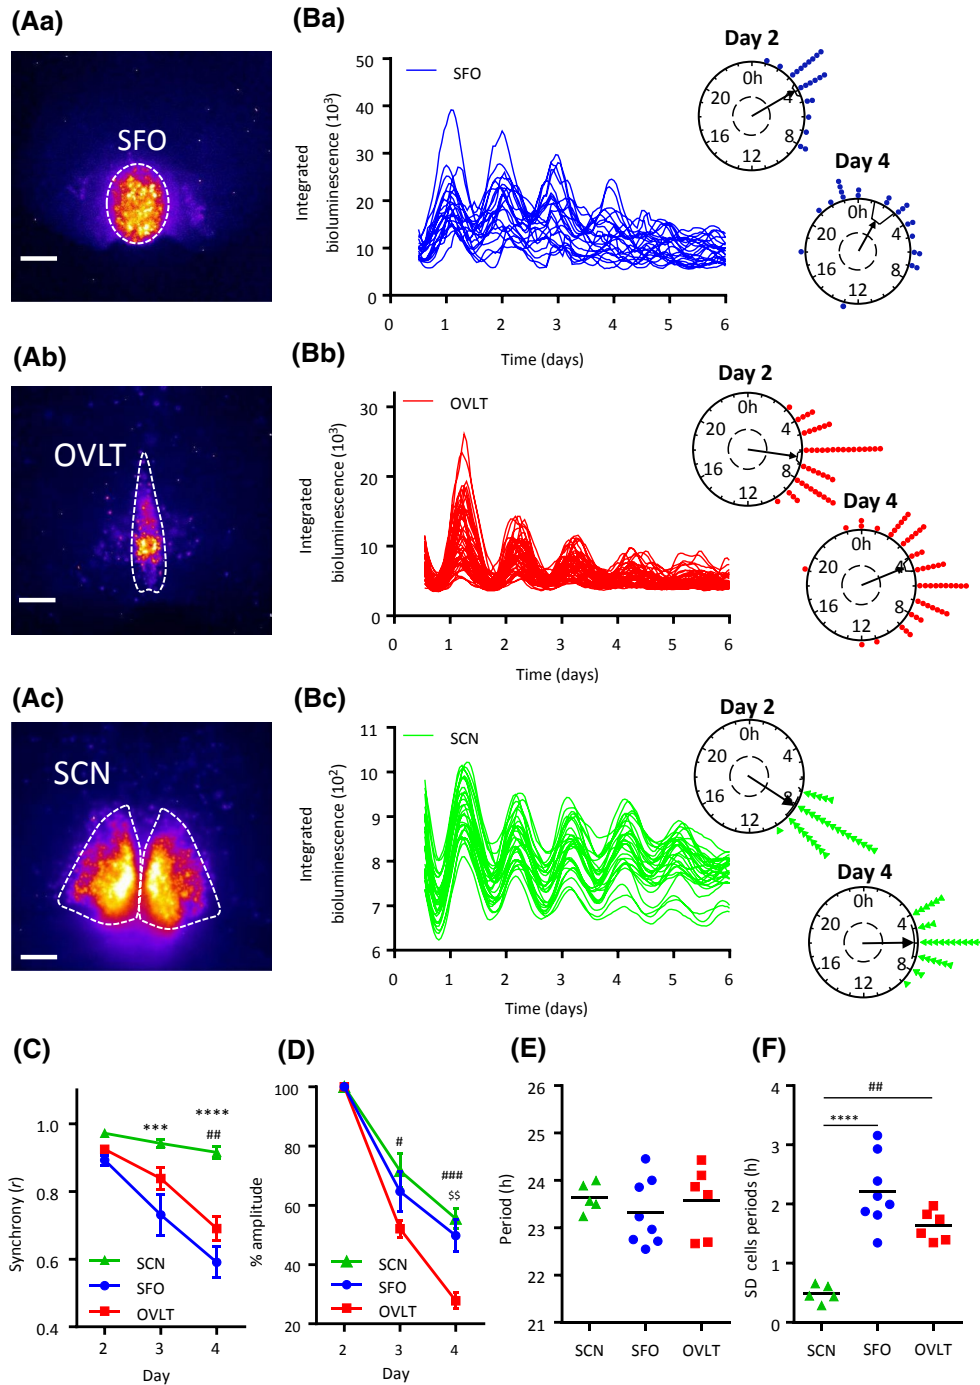 (Aa)
SFO
(Ba)
Integrated
bioluminescence (10³)
50
40
30
20
10
0
SFO
0 1 2 3 4 5 6
Time (days)
Day 2
0h
4
8
12
16
20
Day 4
0h
4
8
12
16
20
(Ab)
OVLT
(Bb)
Integrated
bioluminescence (10³)
30
20
10
0
OVLT
0 1 2 3 4 5 6
Time (days)
Day 2
0h
4
8
12
16
20
Day 4
0h
4
8
12
16
20
(Ac)
SCN
(Bc)
Integrated
bioluminescence (10²)
11
10
9
8
7
6
SCN
0 1 2 3 4 5 6
Time (days)
Day 2
0h
4
8
12
16
20
Day 4
0h
4
8
12
16
20
(C)
Synchrony (r)
1.0
0.8
0.6
0.4
***
****
##
SCN
SFO
OVLT
2 3 4
Day
(D)
% amplitude
100
80
60
40
20
#
###
$$
SCN
SFO
OVLT
2 3 4
Day
(E)
Period (h)
26
25
24
23
22
21
SCN SFO OVLT
(F)
SD cells periods (h)
4
3
2
1
0
##
****
SCN SFO OVLT